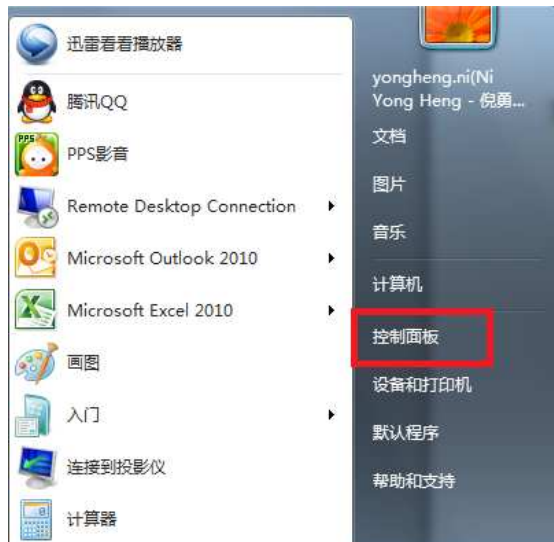 迅雷看看播放器
腾讯QQ
PPS影音
Remote Desktop Connection
Microsoft Outlook 2010
Microsoft Excel 2010
画图
入门
连接到投影仪
计算器
yongheng.ni(Ni
Yong Heng - 倪勇...
文档
图片
音乐
计算机
控制面板
设备和打印机
默认程序
帮助和支持